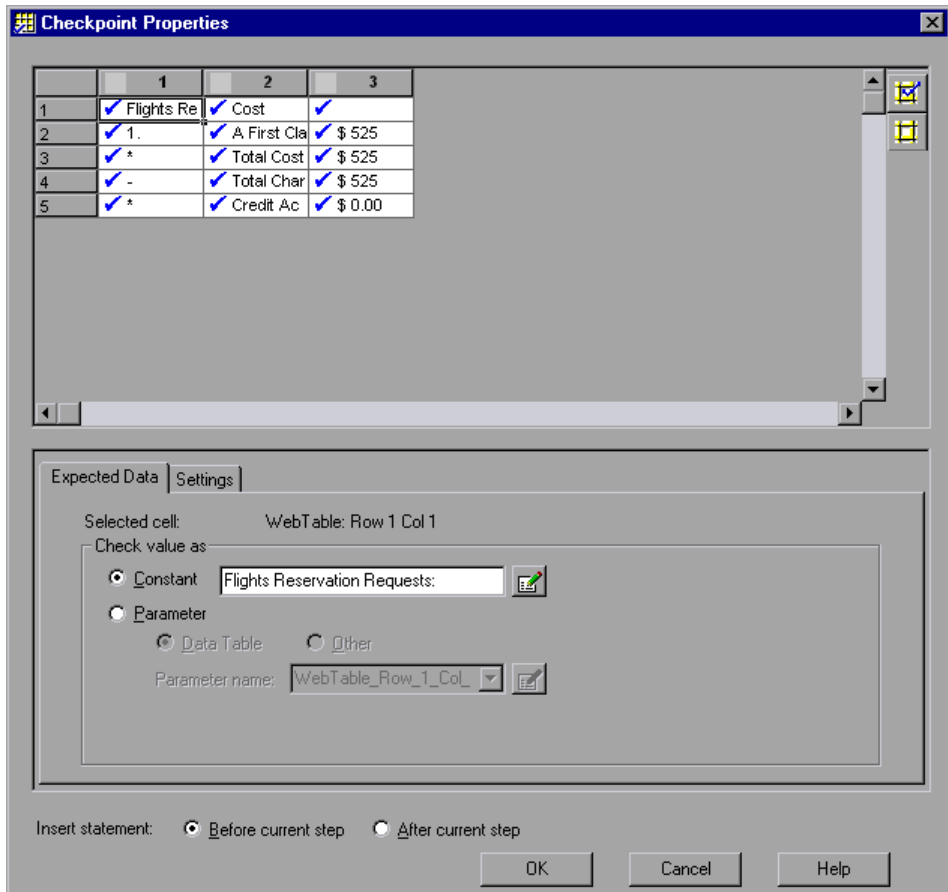 Checkpoint Properties
1 2 3
1 Flights Re Cost
2 1. A First Cla $ 525
3 * Total Cost $ 525
4 - Total Char $ 525
5 * Credit Ac $ 0.00
Expected Data Settings
Selected cell: WebTable: Row 1 Col 1
Check value as
Constant Flights Reservation Requests:
Parameter
Data Table Other
Parameter name: WebTable_Row_1_Col_
Insert statement: Before current step After current step
OK Cancel Help